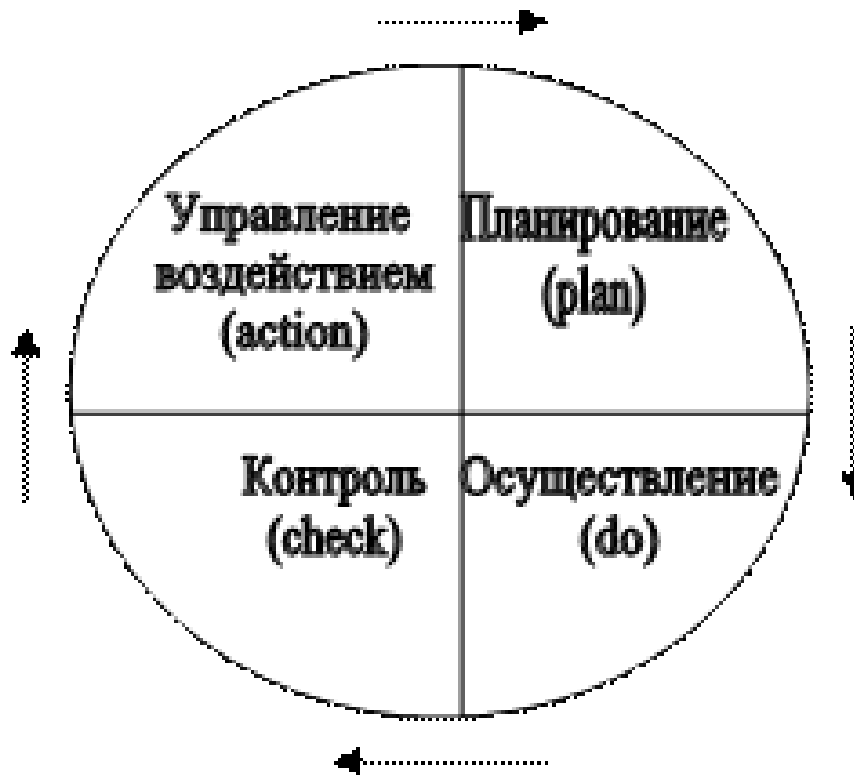 Управление
воздействием
(action)
Планирование
(plan)
Контроль
(check)
Осуществление
(do)